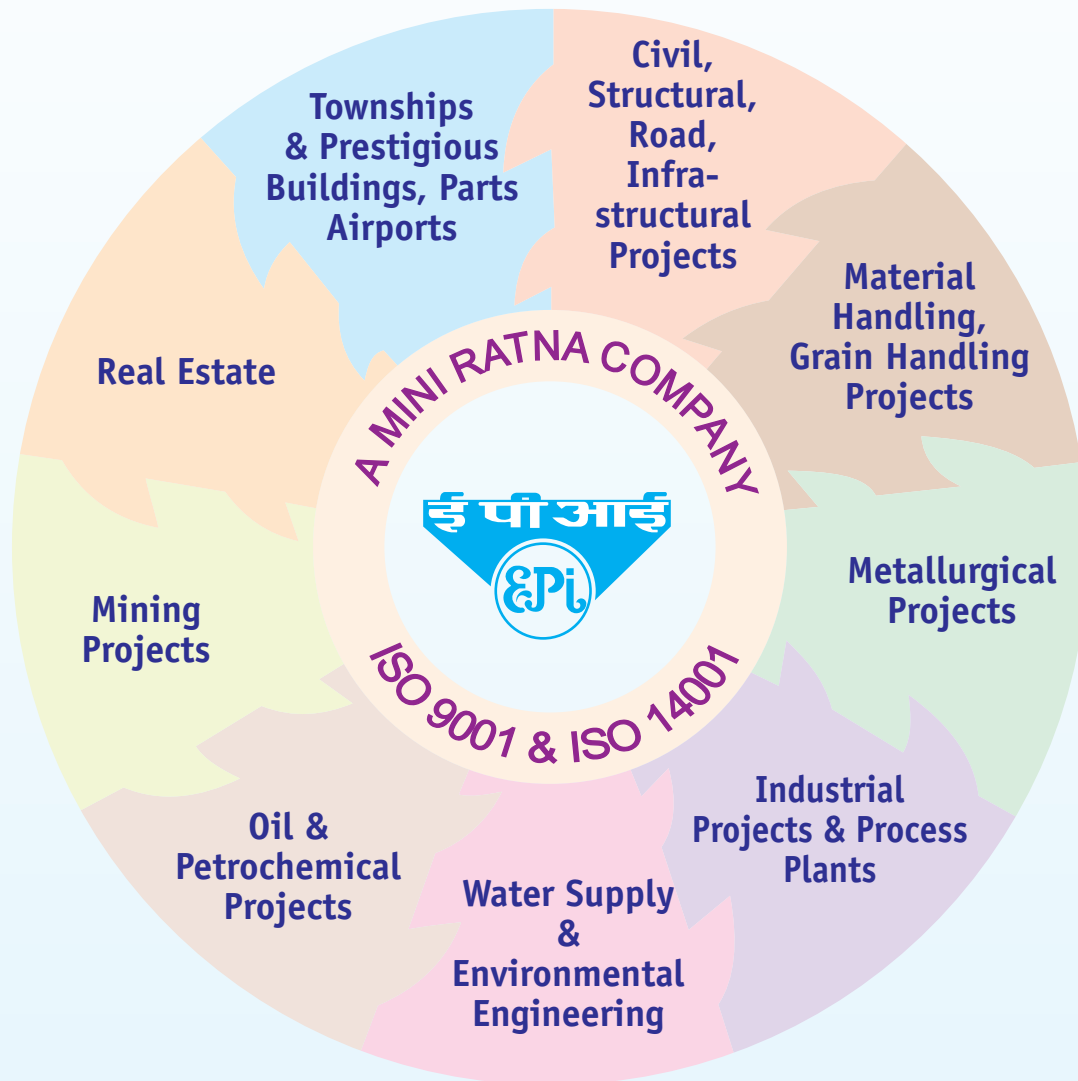 Civil,
Structural,
Road,
Infra-
structural
Projects
Material
Handling,
Grain Handling
Projects
Metallurgical
Projects
Industrial
Projects & Process
Plants
Water Supply
&
Environmental
Engineering
Oil &
Petrochemical
Projects
Mining
Projects
Real Estate
Townships
& Prestigious
Buildings, Parts
Airports
A MINI RATNA COMPANY
ई पी आई
EPi
ISO 9001 & ISO 14001